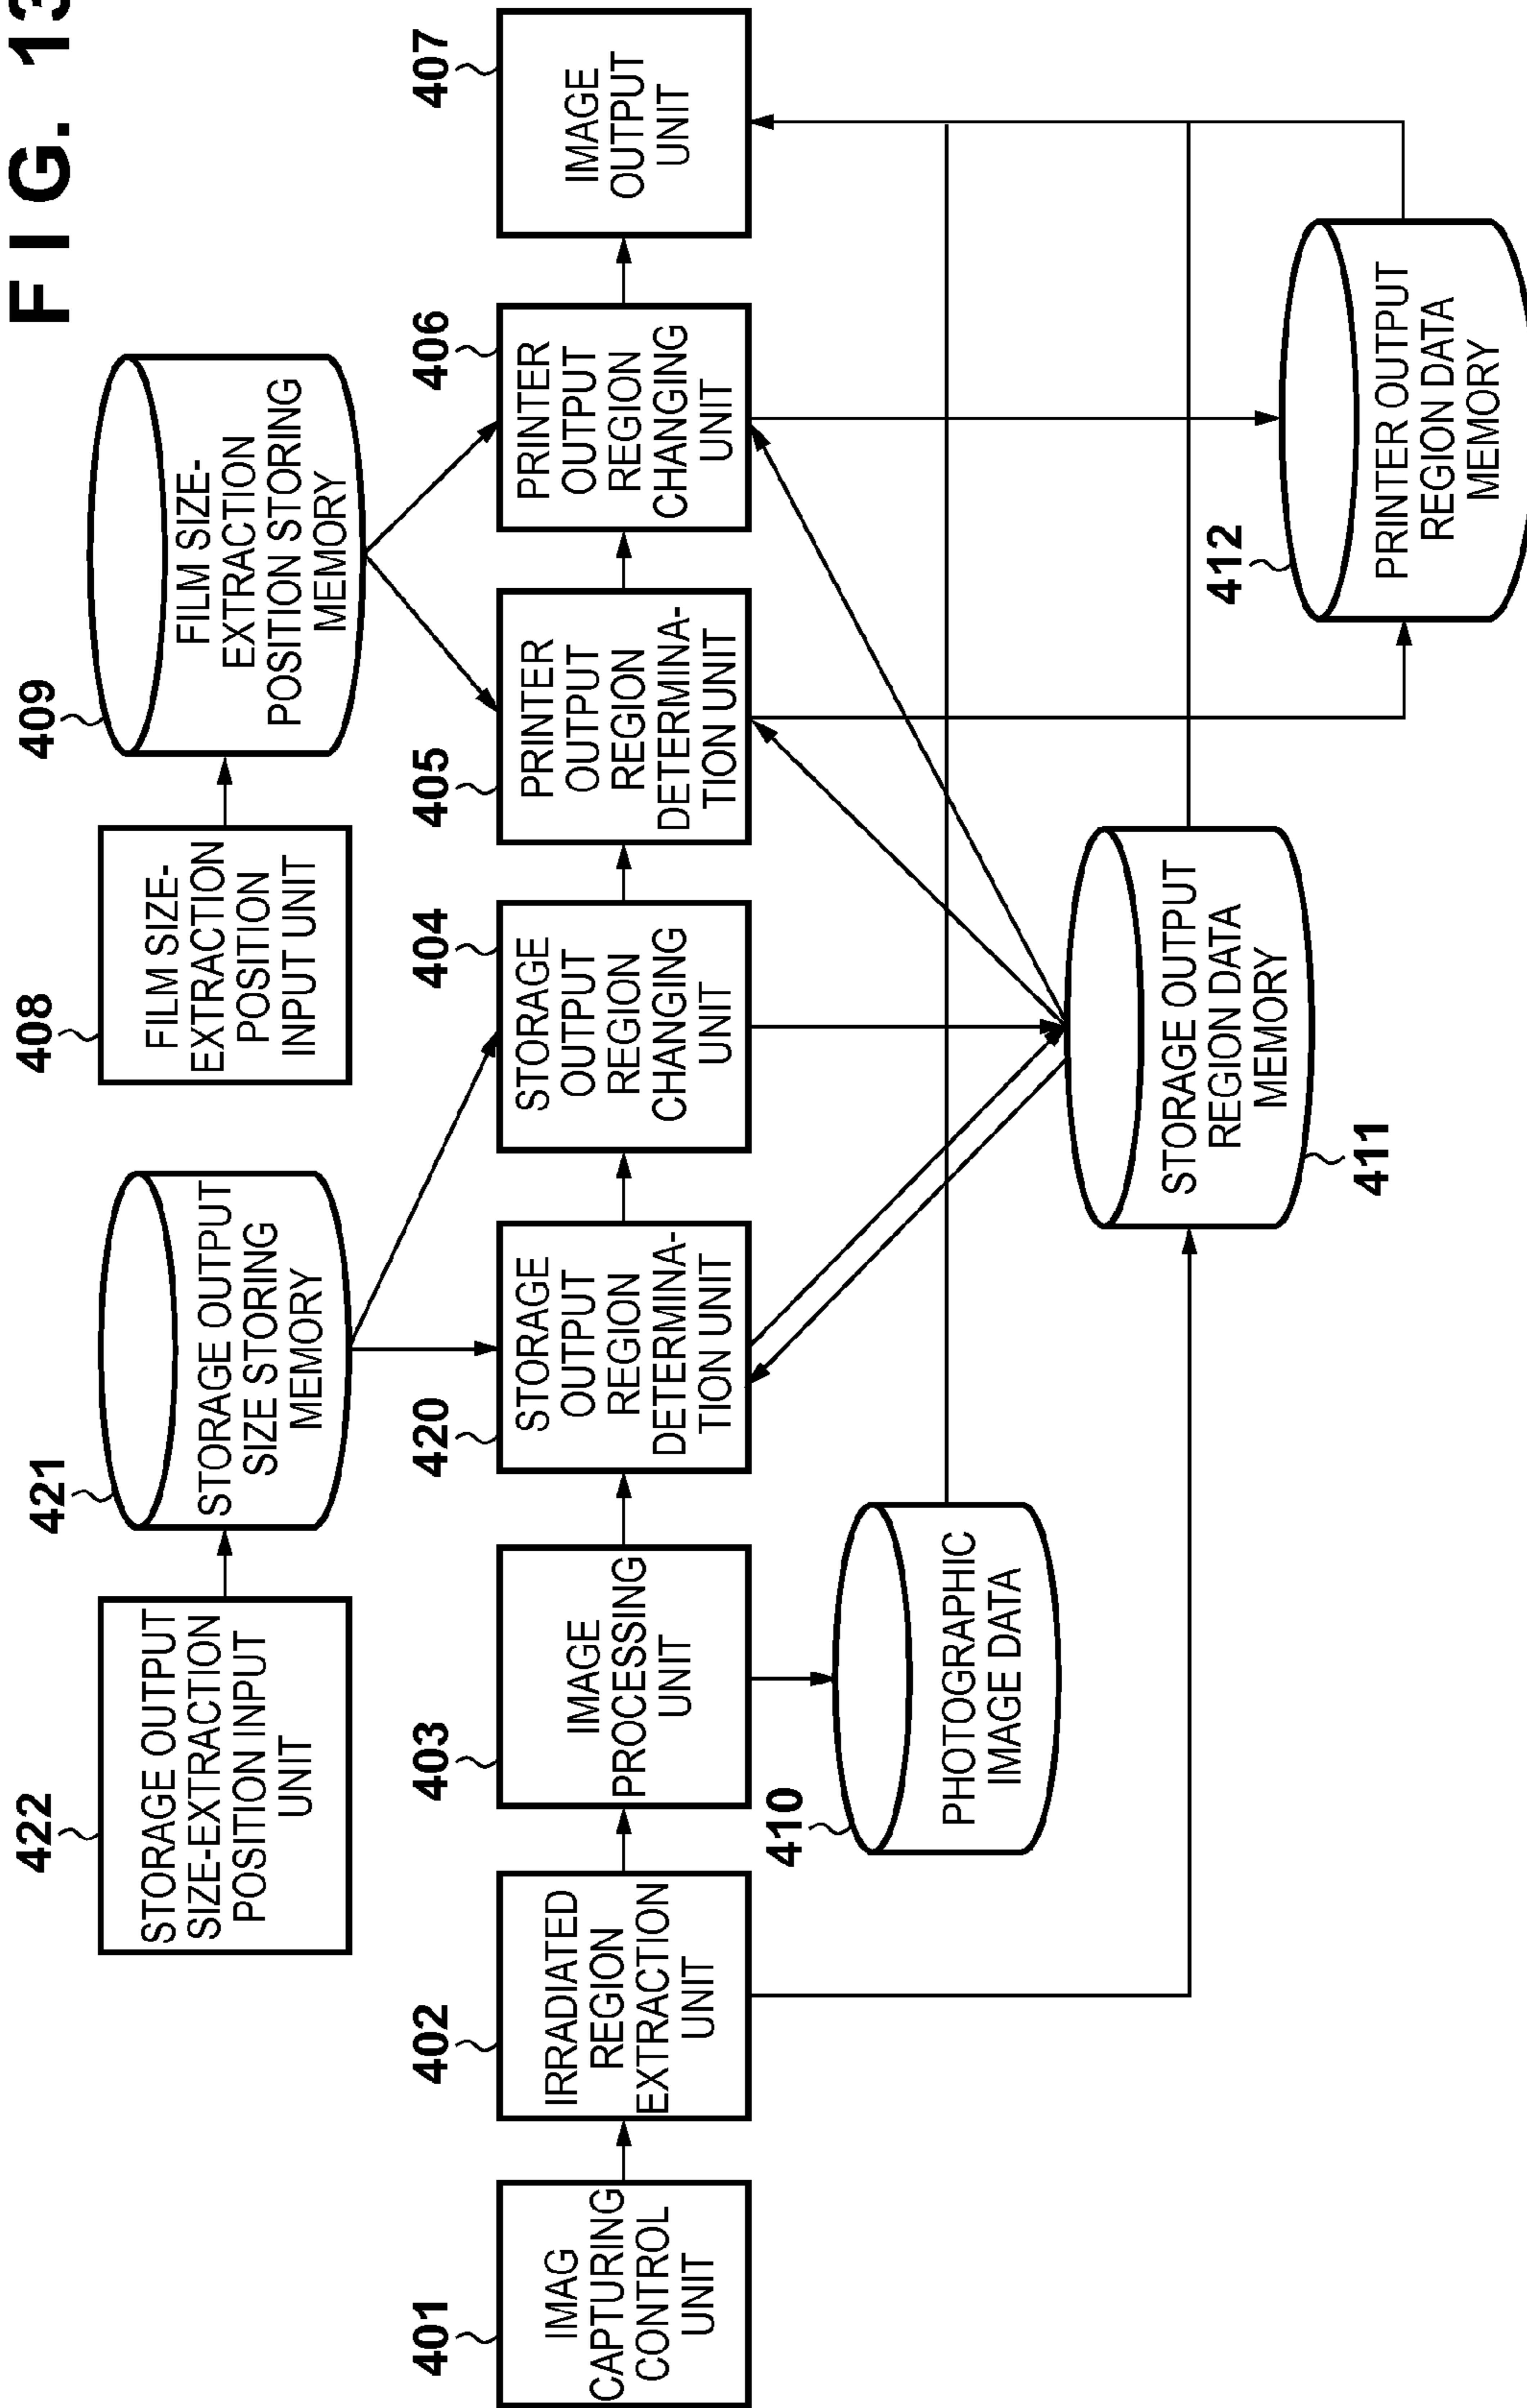 FIG. 13
422
STORAGE OUTPUT
SIZE-EXTRACTION
POSITION INPUT
UNIT
421
STORAGE OUTPUT
SIZE STORING
MEMORY
408
FILM SIZE-
EXTRACTION
POSITION
INPUT UNIT
409
FILM SIZE-
EXTRACTION
POSITION STORING
MEMORY
401
IMAG
CAPTURING
CONTROL
UNIT
402
IRRADIATED
REGION
EXTRACTION
UNIT
403
IMAGE
PROCESSING
UNIT
420
STORAGE
OUTPUT
REGION
DETERMINA-
TION UNIT
404
STORAGE
OUTPUT
REGION
CHANGING
UNIT
405
PRINTER
OUTPUT
REGION
DETERMINA-
TION UNIT
406
PRINTER
OUTPUT
REGION
CHANGING
UNIT
407
IMAGE
OUTPUT
UNIT
410
PHOTOGRAPHIC
IMAGE DATA
STORAGE OUTPUT
REGION DATA
MEMORY
411
412
PRINTER OUTPUT
REGION DATA
MEMORY